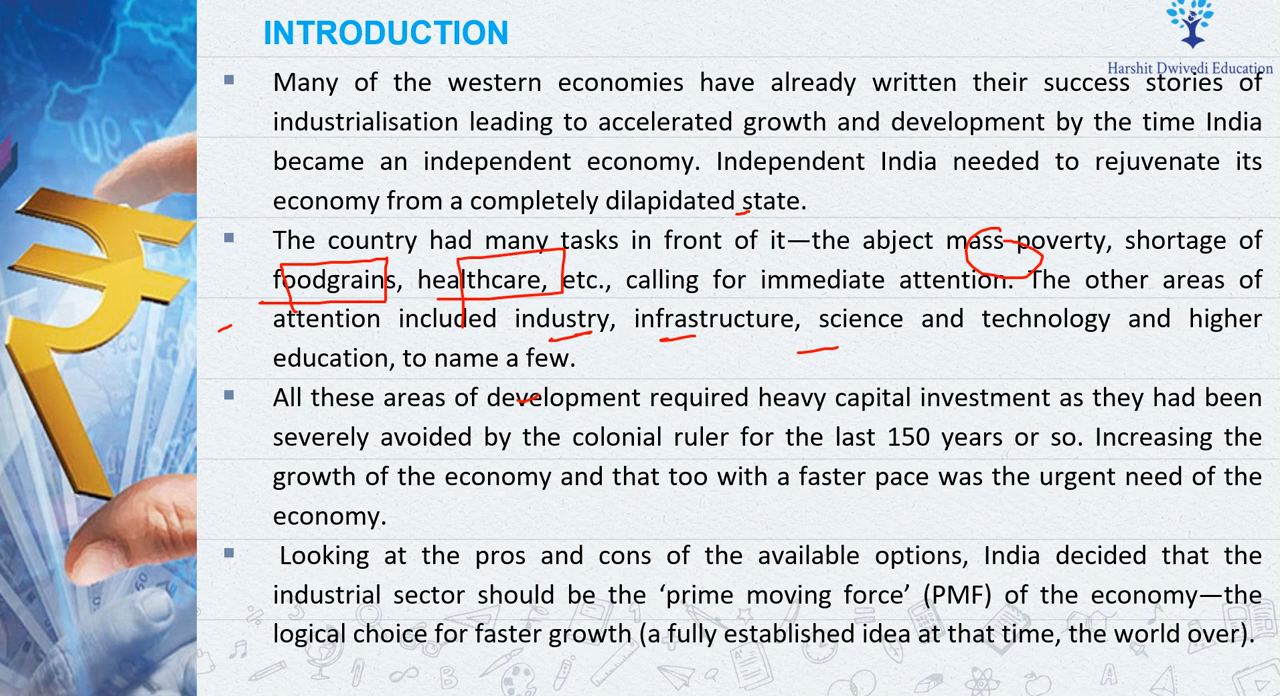 INTRODUCTION
Harshit Dwivedi Education
Many of the western economies have already written their success stories of
industrialisation leading to accelerated growth and development by the time India
became an independent economy. Independent India needed to rejuvenate its
economy from a completely dilapidated state.
The country had many tasks in front of it—the abject mass poverty, shortage of
foodgrains, healthcare, etc., calling for immediate attention. The other areas of
attention included industry, infrastructure, science and technology and higher
education, to name a few.
All these areas of development required heavy capital investment as they had been
severely avoided by the colonial ruler for the last 150 years or so. Increasing the
growth of the economy and that too with a faster pace was the urgent need of the
economy.
Looking at the pros and cons of the available options, India decided that the
industrial sector should be the ‘prime moving force’ (PMF) of the economy—the
logical choice for faster growth (a fully established idea at that time, the world over).